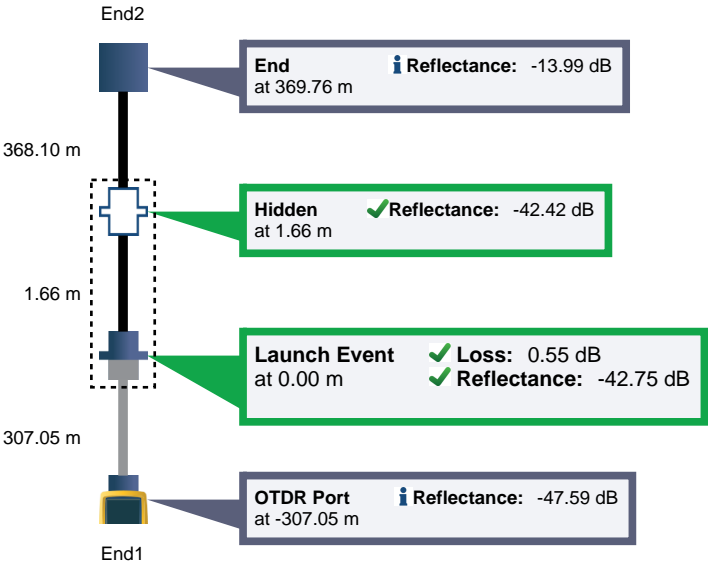 End2
End
Reflectance: -13.99 dB
at 369.76 m
368.10 m
Hidden
Reflectance: -42.42 dB
at 1.66 m
1.66 m
Launch Event
Loss: 0.55 dB
at 0.00 m
Reflectance: -42.75 dB
307.05 m
OTDR Port
Reflectance: -47.59 dB
at -307.05 m
End1